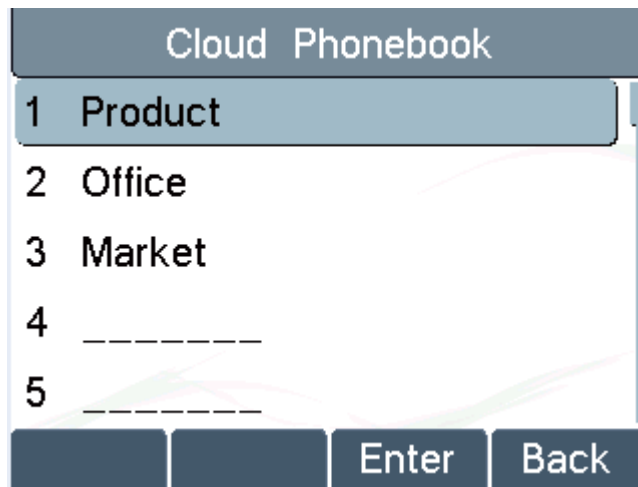 Cloud Phonebook
1 Product
2 Office
3 Market
4 _______
5 _______
Enter Back